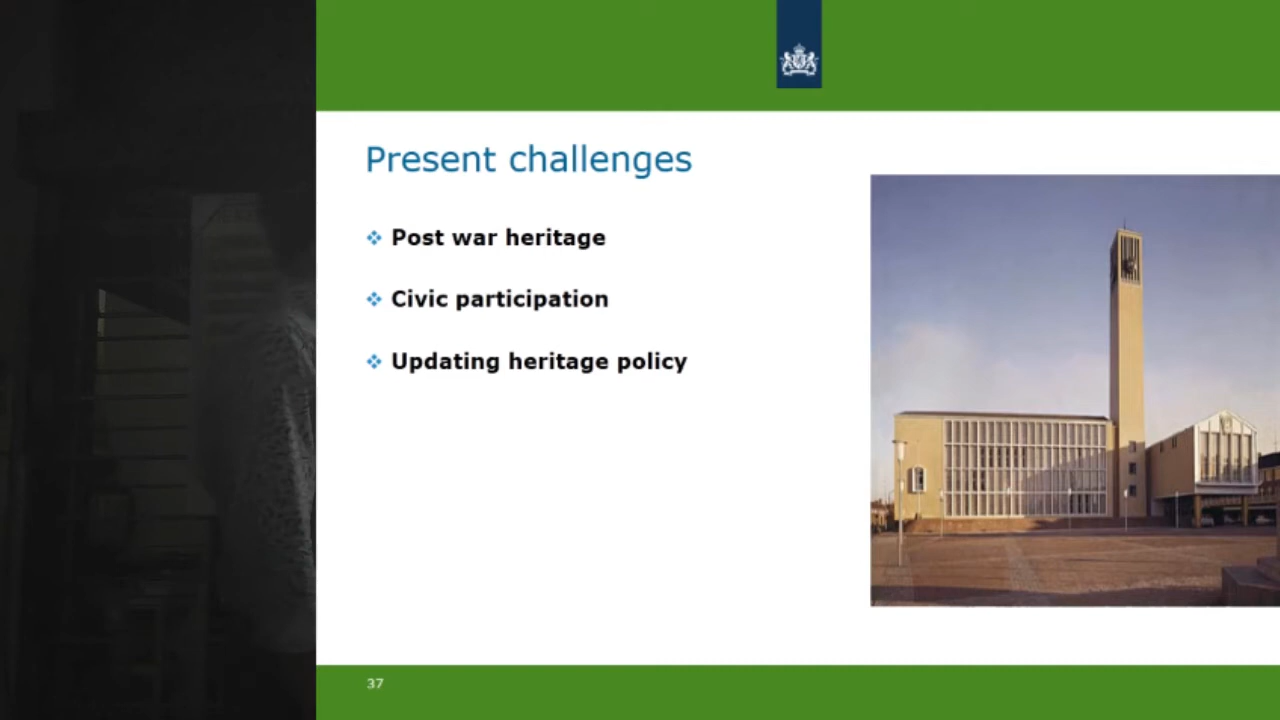 Present challenges
Post war heritage
Civic participation
Updating heritage policy
37